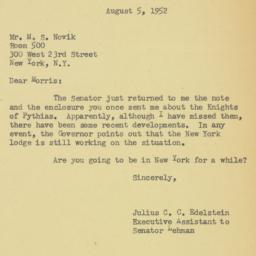 August 5, 1952
Mr. M. S. Novik
Room 500
300 West 23rd Street
New York, N.Y.
Dear Morris:
The Senator just returned to me the note
and the enclosure you once sent me about the Knights
of Pythias. Apparently, although I have missed them,
there have been some recent developments. In any
event, the Governor points out that the New York
lodge is still working on the situation.
Are you going to be in New York for a while?
Sincerely,
Julius C. C. Edelstein
Executive Assistant to
Senator Lehman